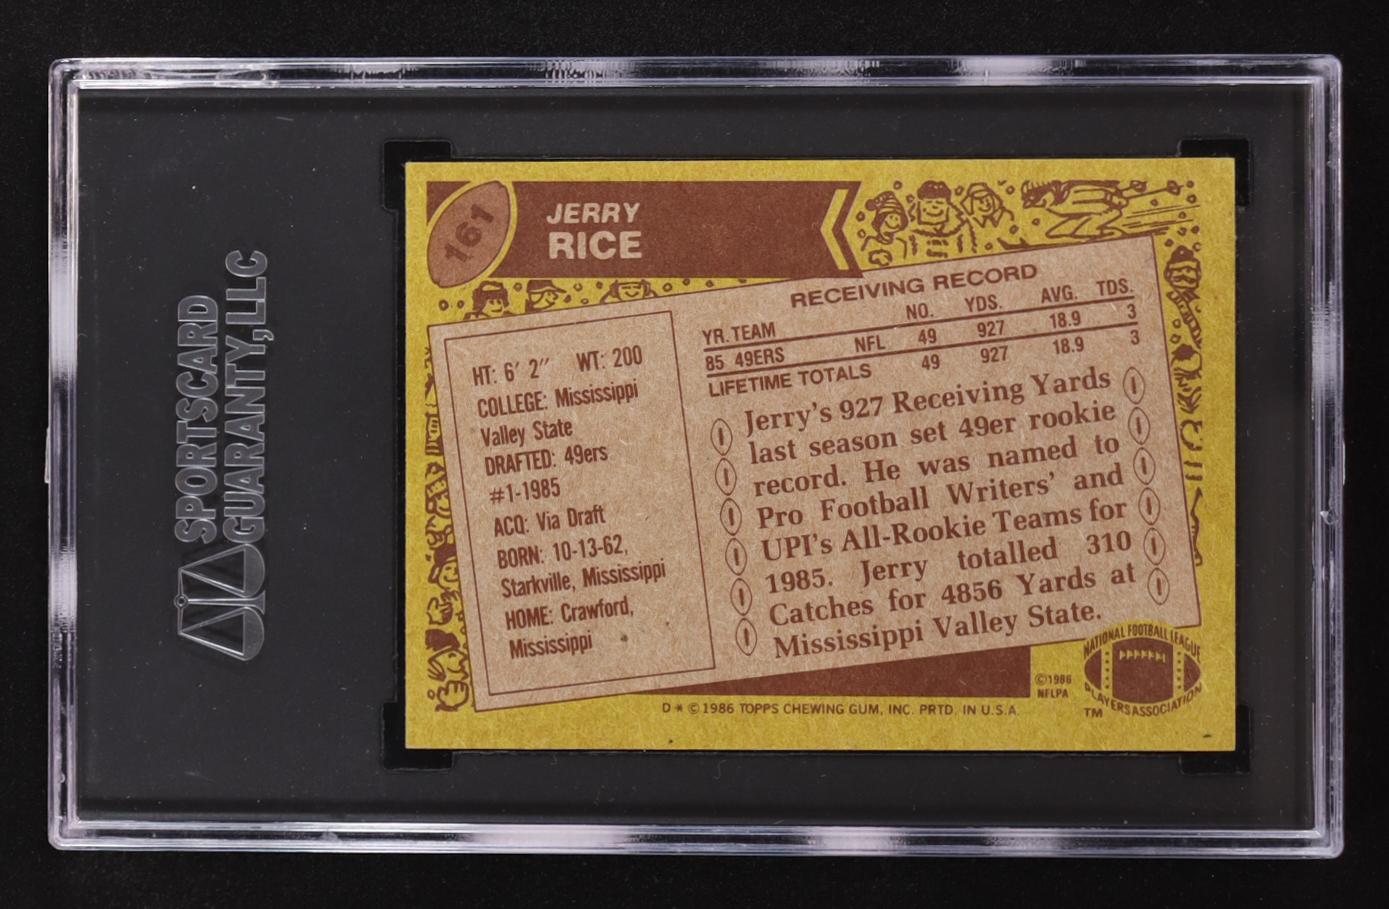 SPORTSCARD
GUARANTY,LLC
161
JERRY
RICE
RECEIVING RECORD
YR. TEAM NO. YDS. AVG. TDS.
85 49ERS NFL 49 927 18.9 3
LIFETIME TOTALS 49 927 18.9 3
HT: 6′ 2″ WT: 200
COLLEGE: Mississippi
Valley State
DRAFTED: 49ers
#1-1985
ACQ: Via Draft
BORN: 10-13-62,
Starkville, Mississippi
HOME: Crawford,
Mississippi
Jerry's 927 Receiving Yards
last season set 49er rookie
record. He was named to
Pro Football Writers' and
UPI's All-Rookie Teams for
1985. Jerry totalled 310
Catches for 4856 Yards at
Mississippi Valley State.
NATIONAL FOOTBALL LEAGUE
PLAYERS ASSOCIATION
TM
©1986
NFLPA
D * © 1986 TOPPS CHEWING GUM, INC. PRTD. IN U.S.A.